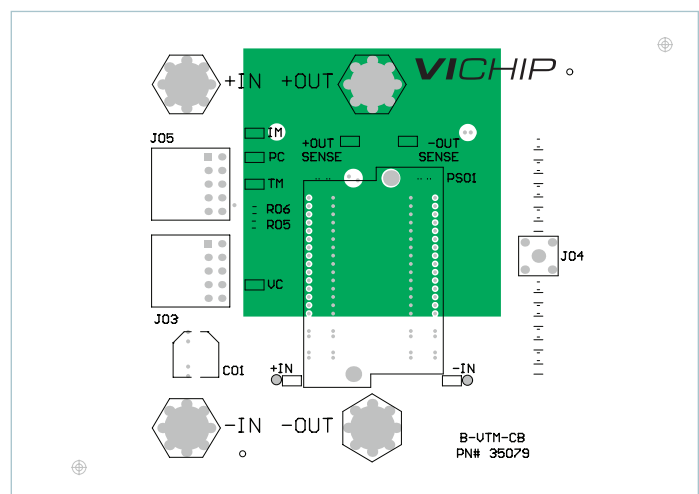 +IN +OUT VICHIP
J05
IM
+OUT
SENSE
-OUT
SENSE
PC
TM
PS01
R06
R05
J04
VC
J03
C01
+IN
-IN
-IN -OUT
B-VTM-CB
PN# 35079